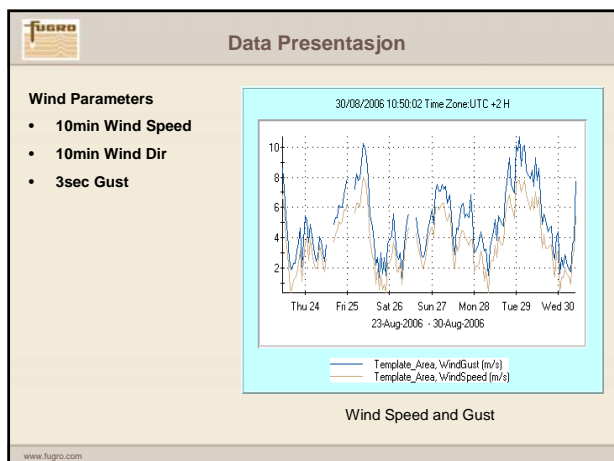 FUGRO
Data Presentasjon
Wind Parameters
• 10min Wind Speed
• 10min Wind Dir
• 3sec Gust
30/08/2006 10:50:02 Time Zone:UTC +2 H
10
8
6
4
2
Thu 24 Fri 25 Sat 26 Sun 27 Mon 28 Tue 29 Wed 30
23-Aug-2006 - 30-Aug-2006
Template_Area, WindGust (m/s)
Template_Area, WindSpeed (m/s)
Wind Speed and Gust
www.fugro.com